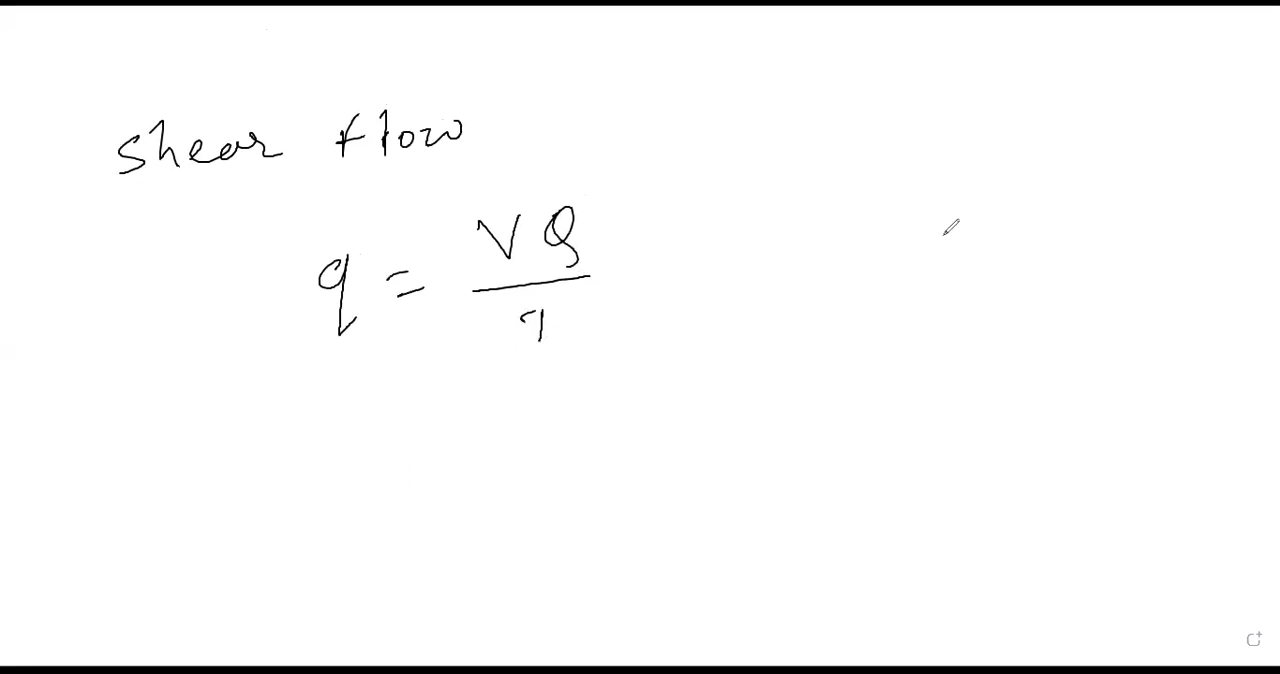 shear flow
q = VQ / I